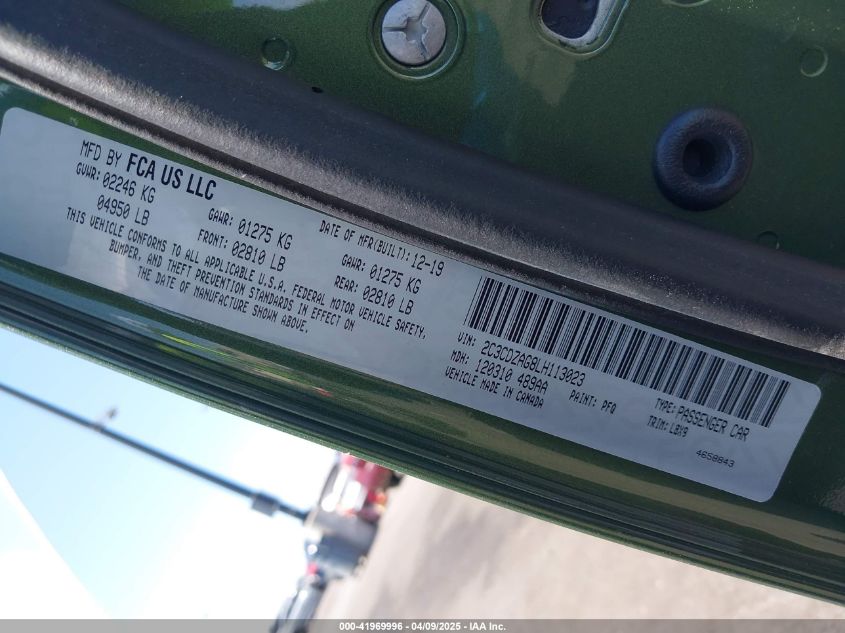 MFD BY FCA US LLC
GVWR: 02246 KG
04950 LB
GAWR: 01275 KG
FRONT: 02810 LB
DATE OF MFR(BUILT): 12-19
GAWR: 01275 KG
REAR: 02810 LB
THIS VEHICLE CONFORMS TO ALL APPLICABLE U.S.A. FEDERAL MOTOR VEHICLE SAFETY,
BUMPER, AND THEFT PREVENTION STANDARDS IN EFFECT ON
THE DATE OF MANUFACTURE SHOWN ABOVE.
VIN: 2C3CDZAG8LH113023
MDH: 120310 489AA
VEHICLE MADE IN CANADA
PAINT: PFQ
TYPE: PASSENGER CAR
TRIM: LBX9
4658843
000-41969996 - 04/09/2025 - IAA Inc.